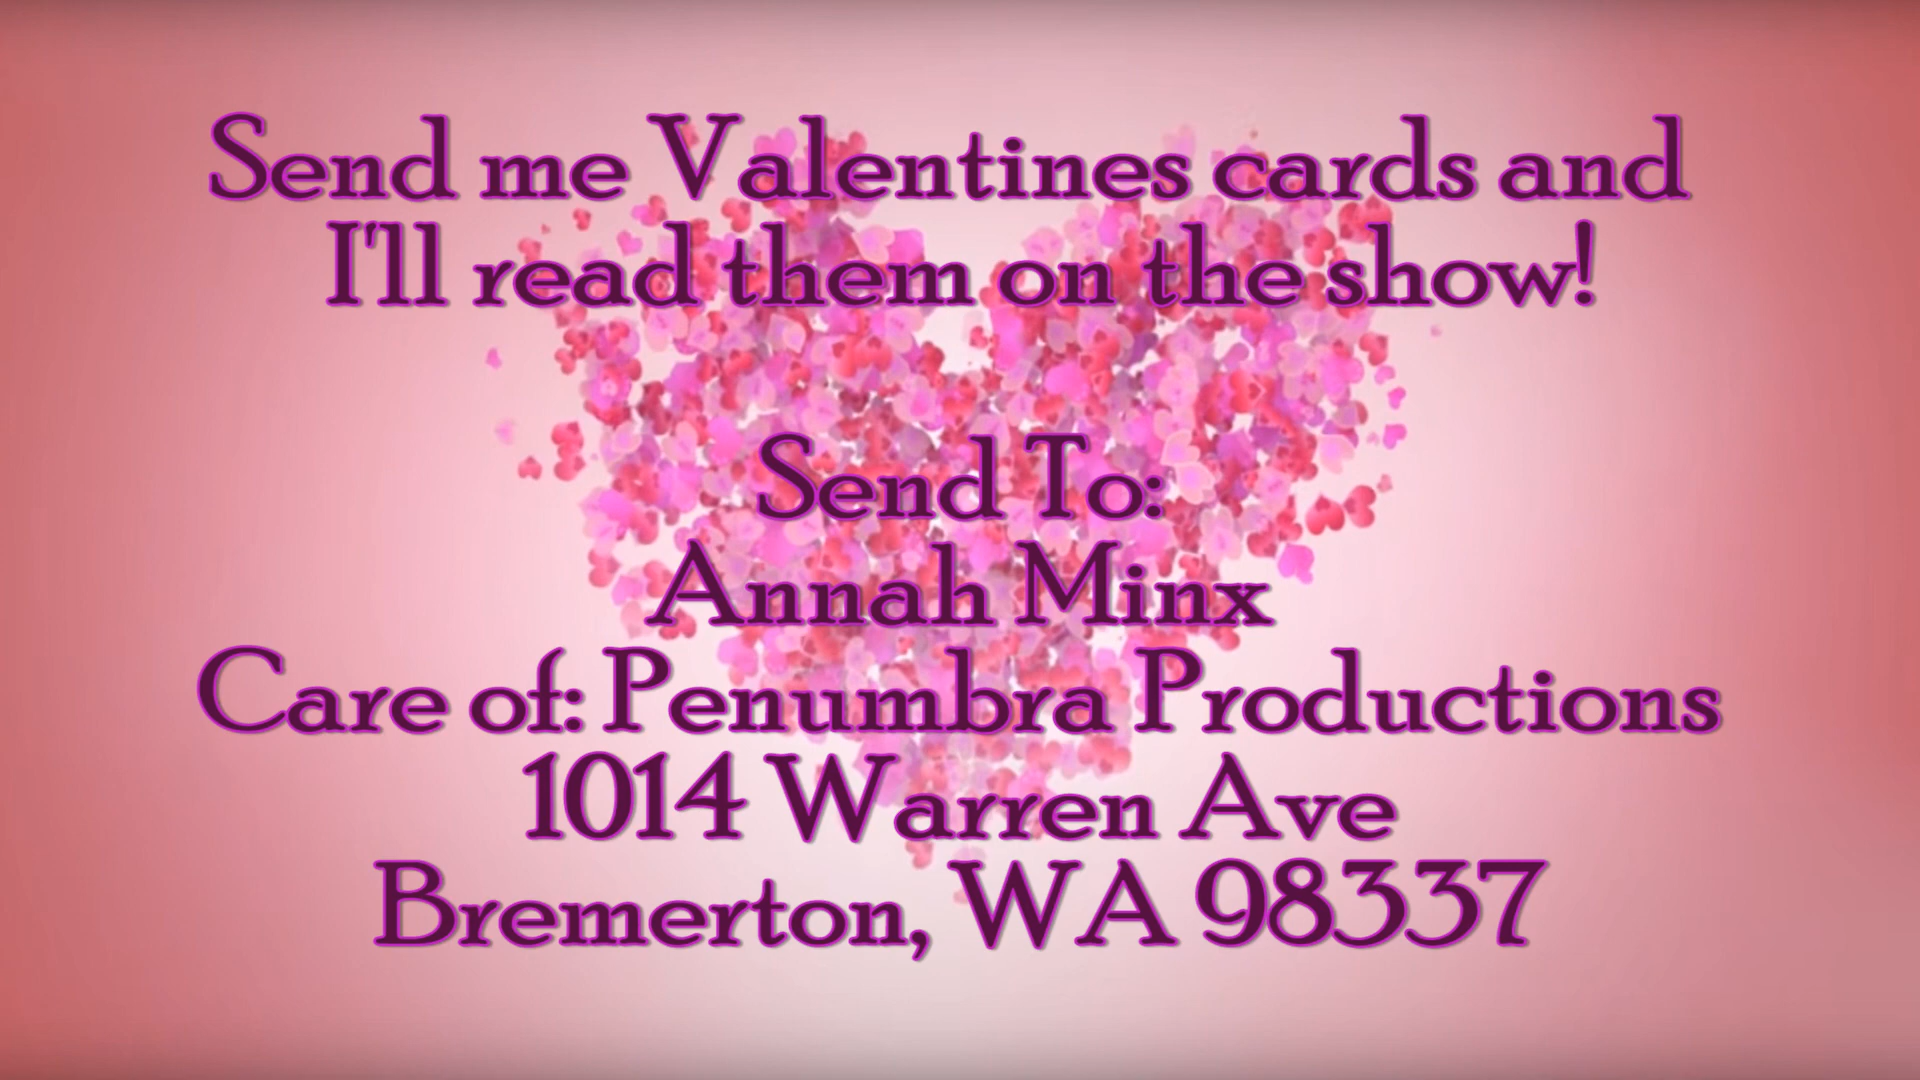 Send me Valentines cards and
I'll read them on the show!
Send To:
Annah Minx
Care of: Penumbra Productions
1014 Warren Ave
Bremerton, WA 98337